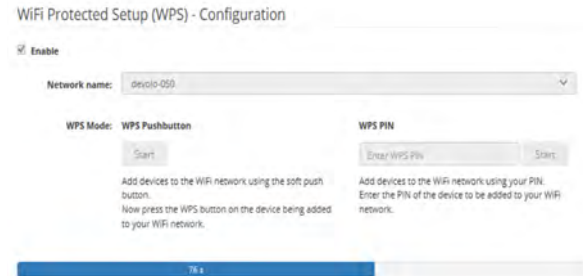 WiFi Protected Setup (WPS) - Configuration
Enable
Network name: devolo-050
WPS Mode: WPS Pushbutton
Start
Add devices to the WiFi network using the soft push
button.
Now press the WPS button on the device being added
to your WiFi network.
WPS PIN
Enter WPS PIN Start
Add devices to the WiFi network using your PIN.
Enter the PIN of the device to be added to your WiFi
network.
76 s